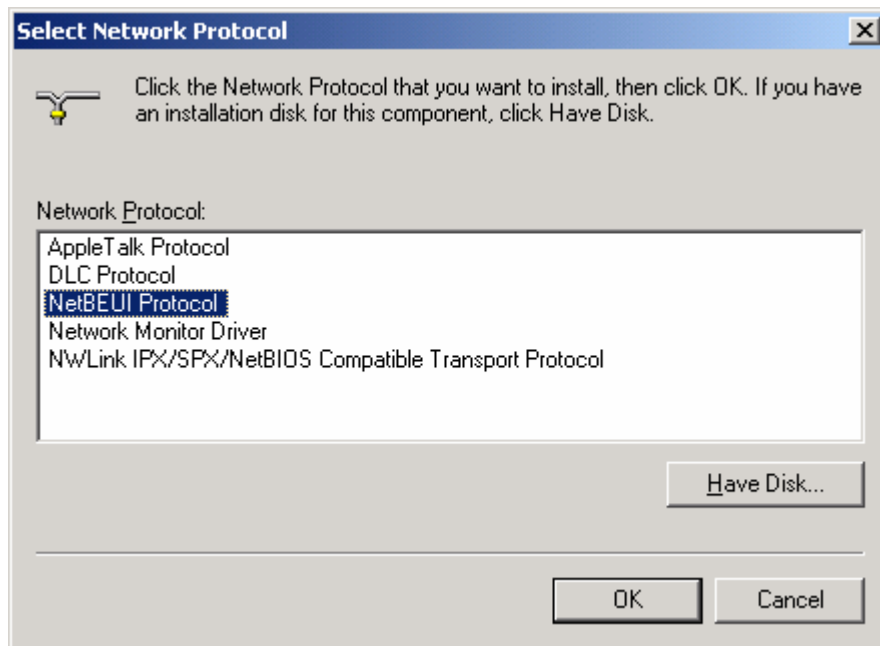 Select Network Protocol
Click the Network Protocol that you want to install, then click OK. If you have
an installation disk for this component, click Have Disk.
Network Protocol:
AppleTalk Protocol
DLC Protocol
NetBEUI Protocol
Network Monitor Driver
NWLink IPX/SPX/NetBIOS Compatible Transport Protocol
Have Disk...
OK
Cancel